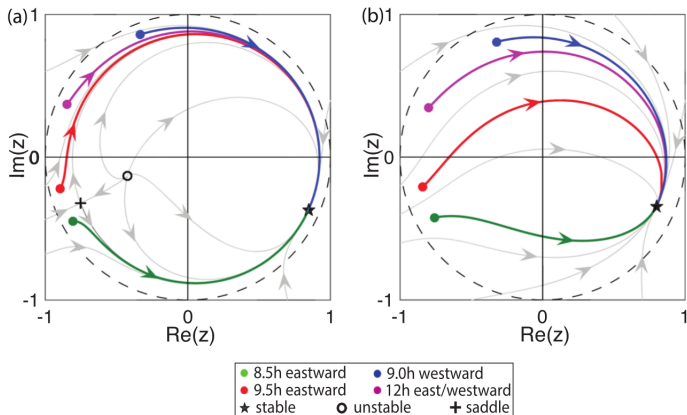 (a)
1
0
-1
Im(z)
-1
0
1
Re(z)
(b)
1
0
-1
Im(z)
-1
0
1
Re(z)
8.5h eastward 9.0h westward
9.5h eastward 12h east/westward
stable unstable saddle